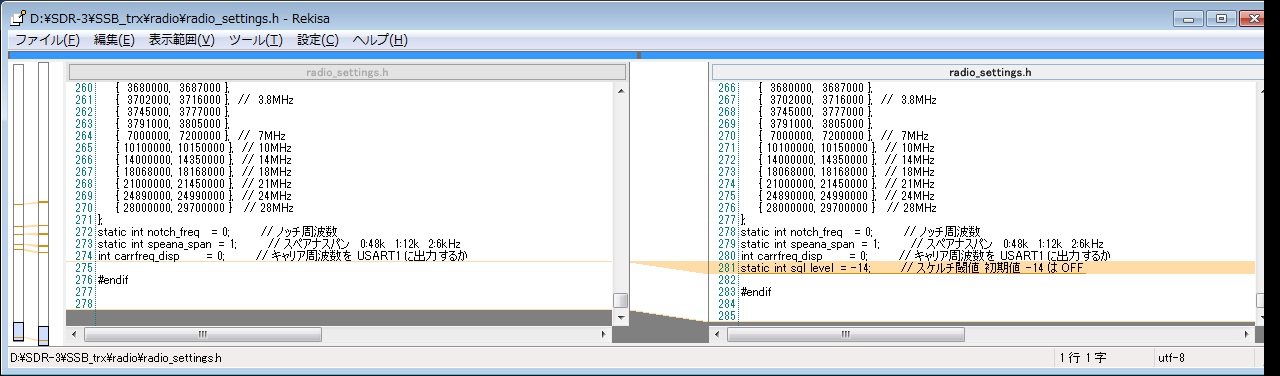 D:¥SDR-3¥SSB_trx¥radio¥radio_settings.h - Rekisa
ファイル(F) 編集(E) 表示範囲(V) ツール(T) 設定(C) ヘルプ(H)
radio_settings.h
260 { 3680000, 3687000 },
261 { 3702000, 3716000 }, // 3.8MHz
262 { 3745000, 3777000 },
263 { 3791000, 3805000 },
264 { 7000000, 7200000 }, // 7MHz
265 { 10100000, 10150000 }, // 10MHz
266 { 14000000, 14350000 }, // 14MHz
267 { 18068000, 18168000 }, // 18MHz
268 { 21000000, 21450000 }, // 21MHz
269 { 24890000, 24990000 }, // 24MHz
270 { 28000000, 29700000 } // 28MHz
271 };
272 static int notch_freq = 0; // ノッチ周波数
273 static int speana_span = 1; // スペアナスパン 0:48k 1:12k 2:6kHz
274 int carrfreq_disp = 0; // キャリア周波数を USART1 に出力するか
275
276 #endif
277
278
radio_settings.h
266 { 3680000, 3687000 },
267 { 3702000, 3716000 }, // 3.8MHz
268 { 3745000, 3777000 },
269 { 3791000, 3805000 },
270 { 7000000, 7200000 }, // 7MHz
271 { 10100000, 10150000 }, // 10MHz
272 { 14000000, 14350000 }, // 14MHz
273 { 18068000, 18168000 }, // 18MHz
274 { 21000000, 21450000 }, // 21MHz
275 { 24890000, 24990000 }, // 24MHz
276 { 28000000, 29700000 } // 28MHz
277 };
278 static int notch_freq = 0; // ノッチ周波数
279 static int speana_span = 1; // スペアナスパン 0:48k 1:12k 2:6kHz
280 int carrfreq_disp = 0; // キャリア周波数を USART1 に出力するか
281 static int sql_level = -14; // スケルチ閾値 初期値 -14 は OFF
282
283 #endif
284
285
D:¥SDR-3¥SSB_trx¥radio¥radio_settings.h
1 行 1 字
utf-8